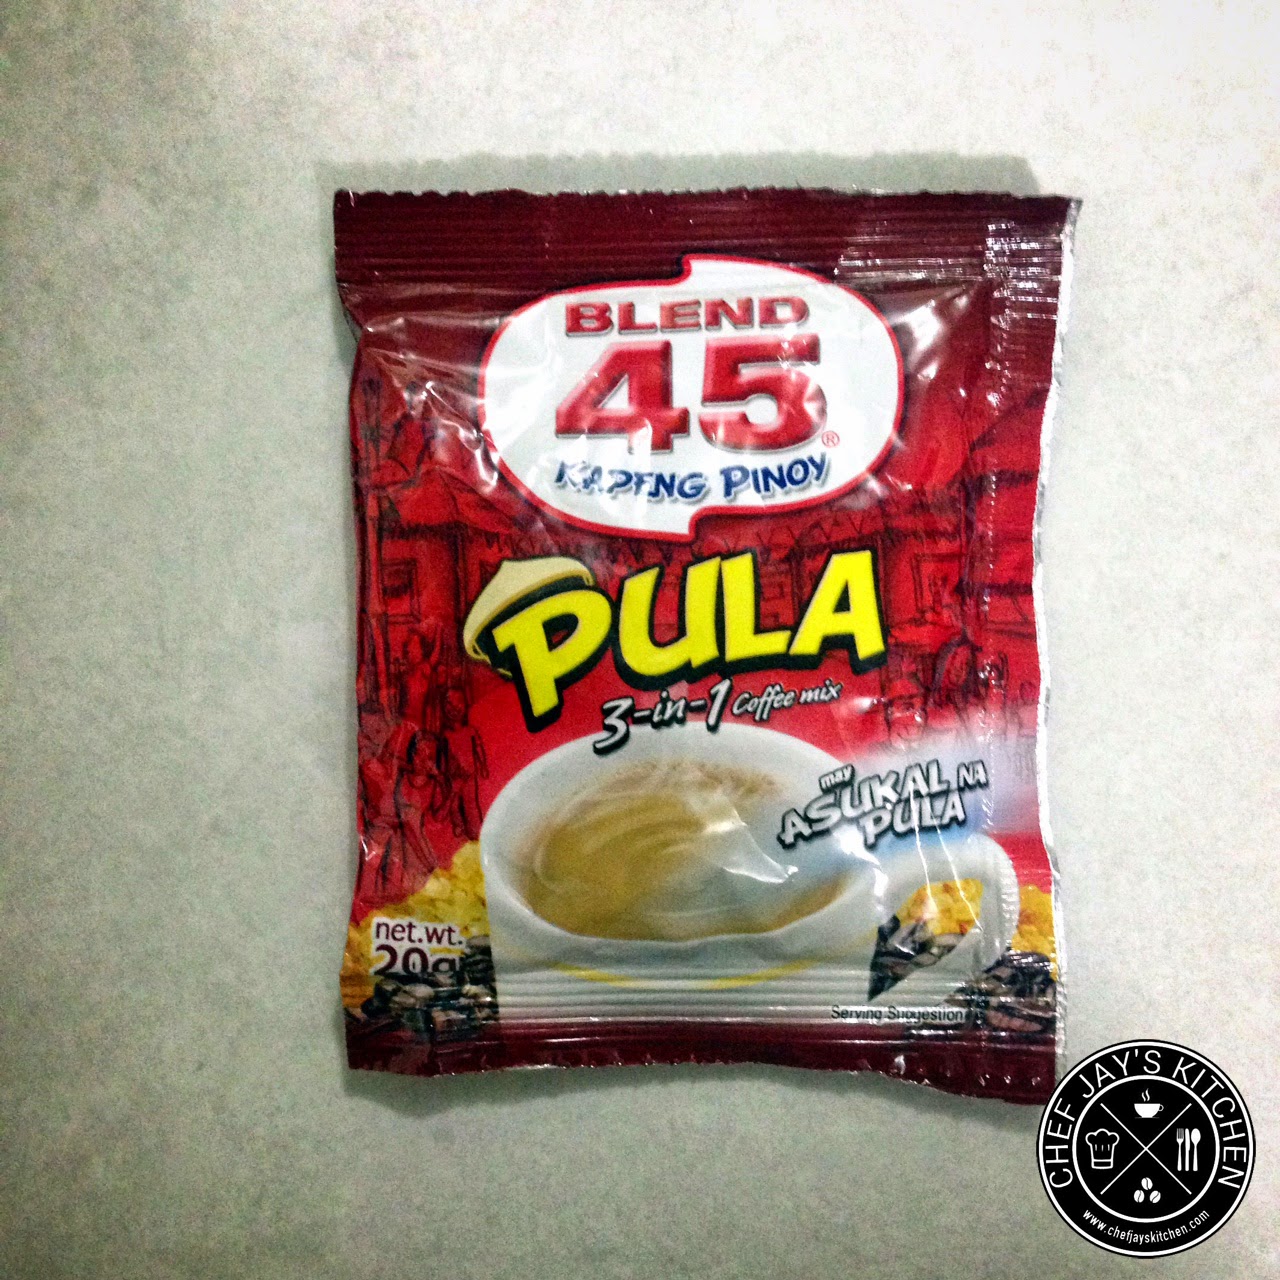 BLEND
45®
KAPENG PINOY
PULA
3-in-1 Coffee mix
may
ASUKAL NA
PULA
net.wt.
20g
Serving Suggestion
CHEF JAY'S KITCHEN
www.chefjayskitchen.com